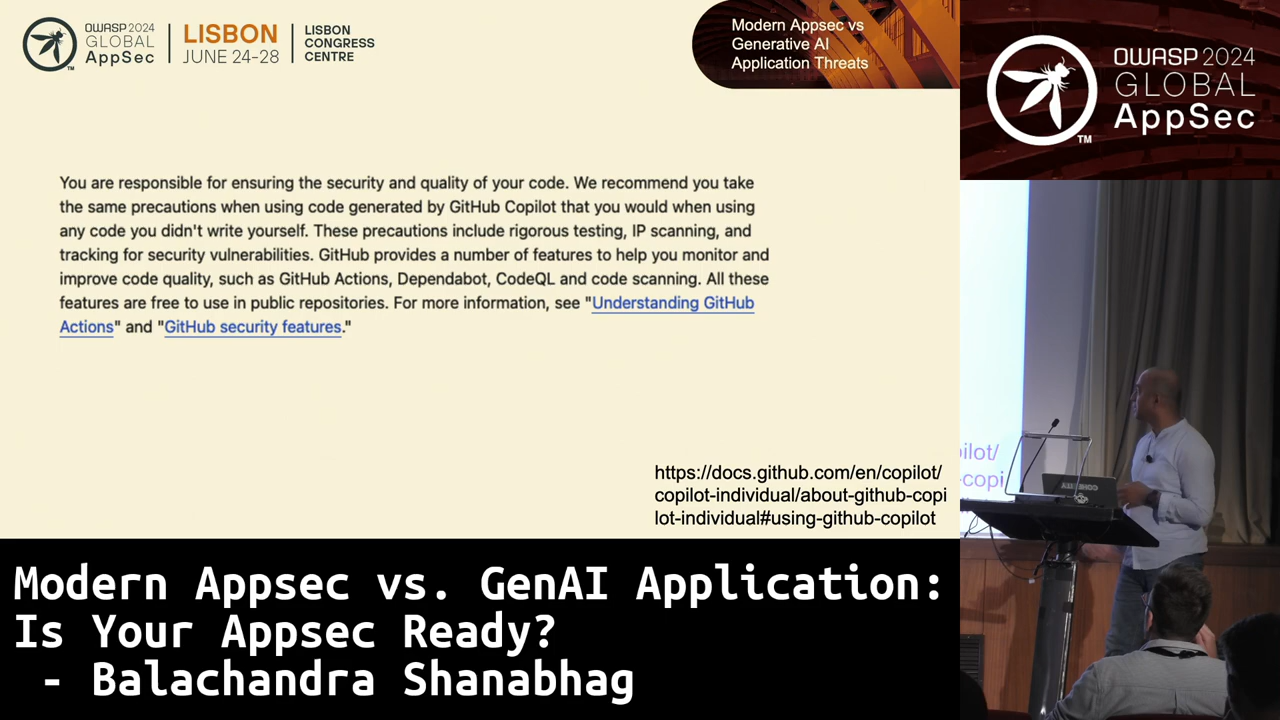 OWASP 2024
GLOBAL
AppSec
LISBON
JUNE 24-28
LISBON
CONGRESS
CENTRE
Modern Appsec vs
Generative AI
Application Threats
OWASP 2024
GLOBAL
AppSec
TM
You are responsible for ensuring the security and quality of your code. We recommend you take
the same precautions when using code generated by GitHub Copilot that you would when using
any code you didn't write yourself. These precautions include rigorous testing, IP scanning, and
tracking for security vulnerabilities. GitHub provides a number of features to help you monitor and
improve code quality, such as GitHub Actions, Dependabot, CodeQL and code scanning. All these
features are free to use in public repositories. For more information, see "Understanding GitHub
Actions" and "GitHub security features."
https://docs.github.com/en/copilot/
copilot-individual/about-github-copi
lot-individual#using-github-copilot
ilot/
-copi
COHESITY
Modern Appsec vs. GenAI Application:
Is Your Appsec Ready?
- Balachandra Shanabhag